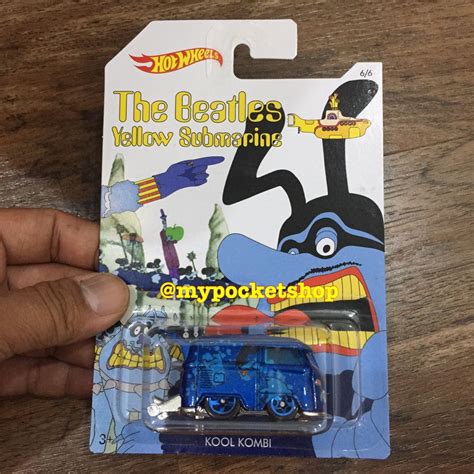 Hot Wheels
6/6
The Beatles
Yellow Submarine
@mypocketshop
3+
KOOL KOMBI